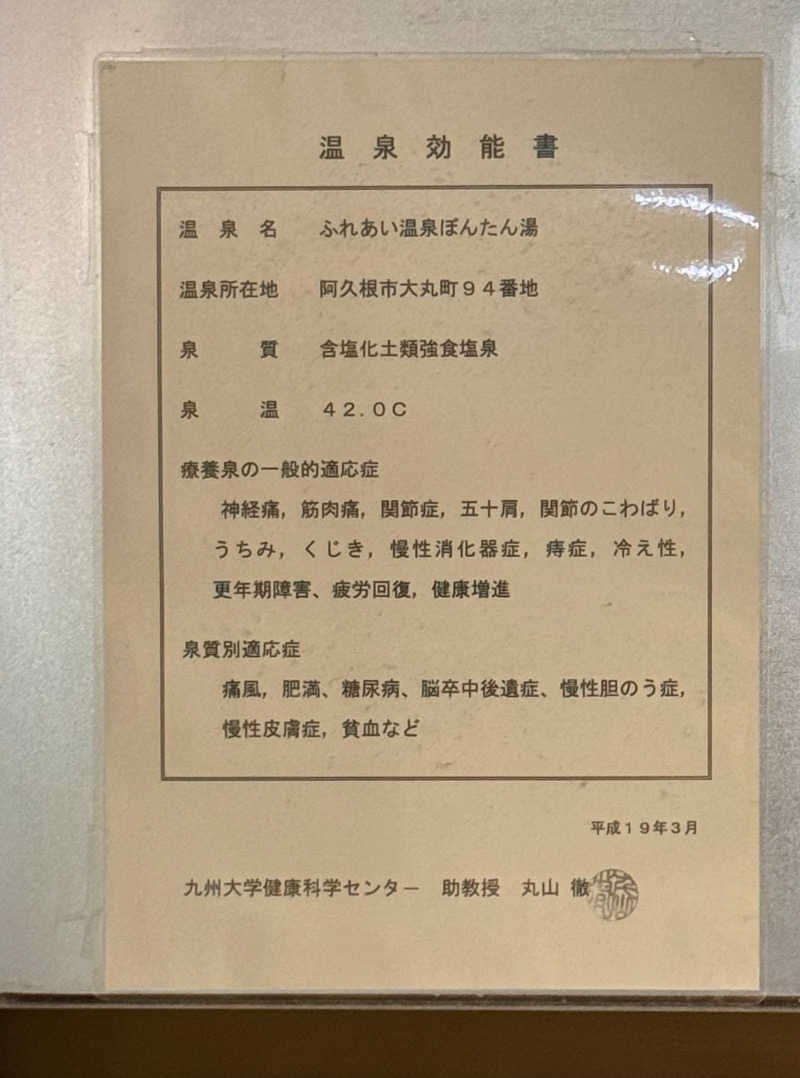 温泉効能書
温泉名　ふれあい温泉ぼんたん湯
温泉所在地　阿久根市大丸町９４番地
泉質　含塩化土類強食塩泉
泉温　４２.０Ｃ
療養泉の一般的適応症
神経痛，筋肉痛，関節症，五十肩，関節のこわばり，
うちみ，くじき，慢性消化器症，痔症，冷え性，
更年期障害、疲労回復，健康増進
泉質別適応症
痛風，肥満、糖尿病、脳卒中後遺症、慢性胆のう症，
慢性皮膚症，貧血など
平成１９年３月
九州大学健康科学センター　助教授　丸山 徹